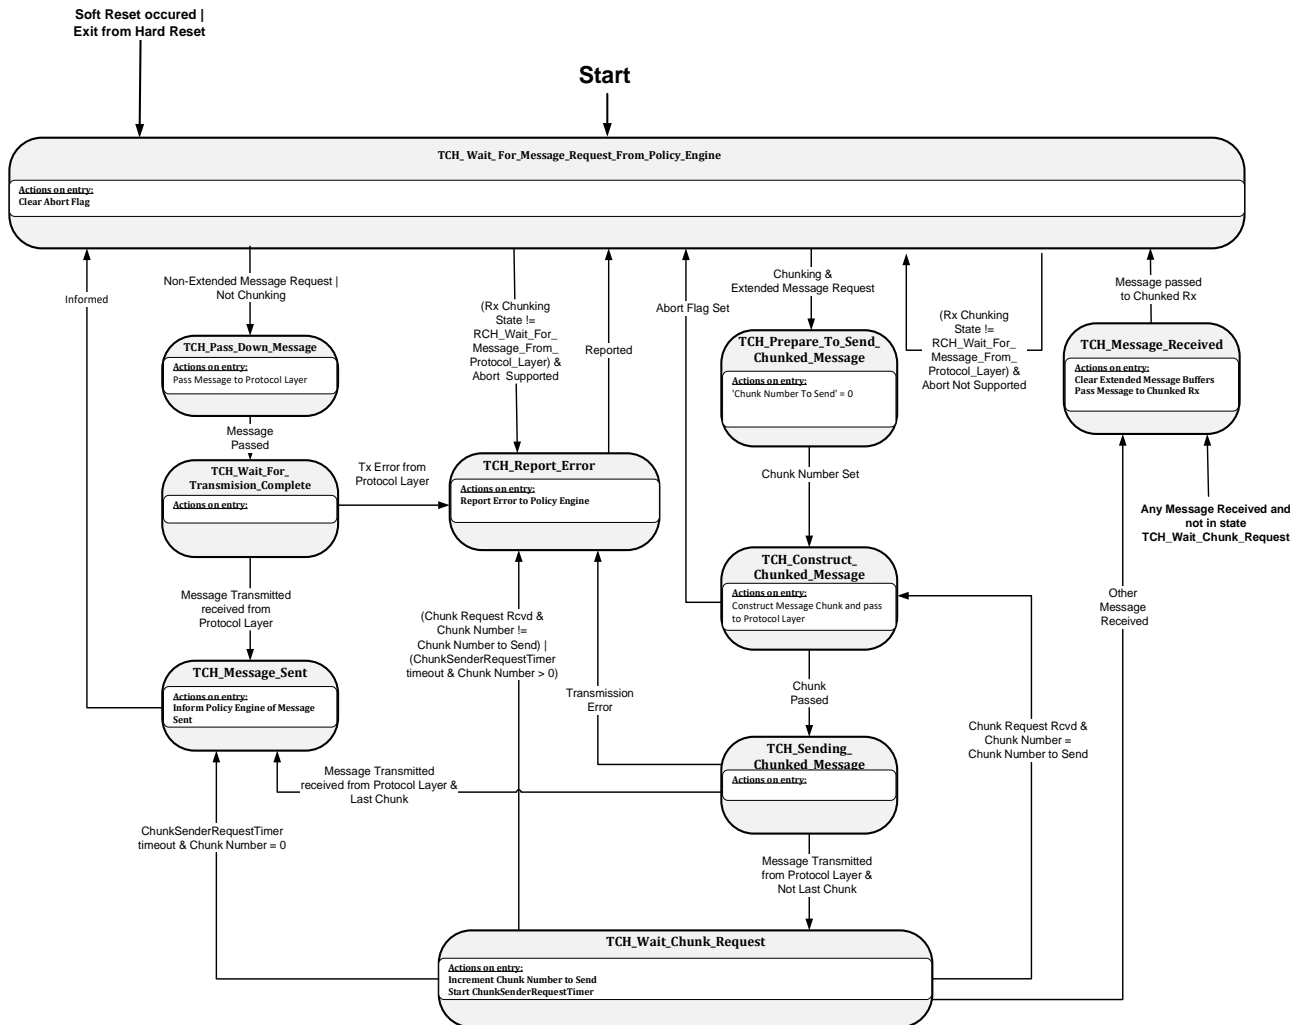 Soft Reset occured |
Exit from Hard Reset
Start
TCH_ Wait_ For_Message_Request_From_Policy_Engine
Actions on entry:
Clear Abort Flag
Non-Extended Message Request |
Not Chunking
Informed
(Rx Chunking
State !=
RCH_Wait_For_
Message_From_
Protocol_Layer) &
Abort  Supported
Reported
Abort Flag Set
Chunking &
Extended Message Request
(Rx Chunking
State !=
RCH_Wait_For_
Message_From_
Protocol_Layer) &
Abort Not Supported
Message passed
to Chunked Rx
TCH_Pass_Down_Message
Actions on entry:
Pass Message to Protocol Layer
TCH_Prepare_To_Send_
Chunked_Message
Actions on entry:
'Chunk Number To Send' = 0
TCH_Message_Received
Actions on entry:
Clear Extended Message Buffers
Pass Message to Chunked Rx
Message
Passed
TCH_Wait_For_
Transmision_Complete
Actions on entry:
Tx Error from
Protocol Layer
TCH_Report_Error
Actions on entry:
Report Error to Policy Engine
Chunk Number Set
Any Message Received and
not in state
TCH_Wait_Chunk_Request
TCH_Construct_
Chunked_Message
Actions on entry:
Construct Message Chunk and pass
to Protocol Layer
Message Transmitted
received from
Protocol Layer
(Chunk Request Rcvd &
Chunk Number !=
Chunk Number to Send) |
(ChunkSenderRequestTimer
timeout & Chunk Number > 0)
Other
Message
Received
TCH_Message_Sent
Actions on entry:
Inform Policy Engine of Message
Sent
Transmission
Error
Chunk
Passed
Chunk Request Rcvd &
Chunk Number =
Chunk Number to Send
TCH_Sending_
Chunked_Message
Actions on entry:
Message Transmitted
received from Protocol Layer &
Last Chunk
ChunkSenderRequestTimer
timeout & Chunk Number = 0
Message Transmitted
from Protocol Layer &
Not Last Chunk
TCH_Wait_Chunk_Request
Actions on entry:
Increment Chunk Number to Send
Start ChunkSenderRequestTimer